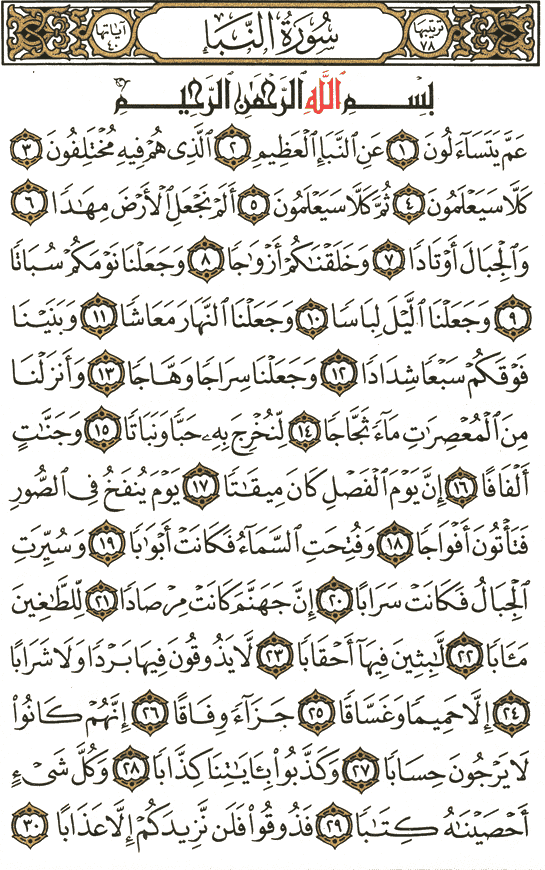 ترتيبها ٧٨ سُورَةُ النَّبَإِ آياتها ٤٠
بِسْمِ ٱللَّهِ ٱلرَّحْمَٰنِ ٱلرَّحِيمِ
عَمَّ يَتَسَآءَلُونَ ١ عَنِ ٱلنَّبَإِ ٱلْعَظِيمِ ٢ ٱلَّذِى هُمْ فِيهِ مُخْتَلِفُونَ ٣
كَلَّا سَيَعْلَمُونَ ٤ ثُمَّ كَلَّا سَيَعْلَمُونَ ٥ أَلَمْ نَجْعَلِ ٱلْأَرْضَ مِهَٰدًا ٦
وَٱلْجِبَالَ أَوْتَادًا ٧ وَخَلَقْنَٰكُمْ أَزْوَٰجًا ٨ وَجَعَلْنَا نَوْمَكُمْ سُبَاتًا
٩ وَجَعَلْنَا ٱلَّيْلَ لِبَاسًا ١٠ وَجَعَلْنَا ٱلنَّهَارَ مَعَاشًا ١١ وَبَنَيْنَا
فَوْقَكُمْ سَبْعًا شِدَادًا ١٢ وَجَعَلْنَا سِرَاجًا وَهَّاجًا ١٣ وَأَنزَلْنَا
مِنَ ٱلْمُعْصِرَٰتِ مَآءً ثَجَّاجًا ١٤ لِّنُخْرِجَ بِهِۦ حَبًّا وَنَبَاتًا ١٥ وَجَنَّٰتٍ
أَلْفَافًا ١٦ إِنَّ يَوْمَ ٱلْفَصْلِ كَانَ مِيقَٰتًا ١٧ يَوْمَ يُنفَخُ فِى ٱلصُّورِ
فَتَأْتُونَ أَفْوَاجًا ١٨ وَفُتِحَتِ ٱلسَّمَآءُ فَكَانَتْ أَبْوَٰبًا ١٩ وَسُيِّرَتِ
ٱلْجِبَالُ فَكَانَتْ سَرَابًا ٢٠ إِنَّ جَهَنَّمَ كَانَتْ مِرْصَادًا ٢١ لِّلطَّٰغِينَ
مَـَٔابًا ٢٢ لَّٰبِثِينَ فِيهَآ أَحْقَابًا ٢٣ لَّا يَذُوقُونَ فِيهَا بَرْدًا وَلَا شَرَابًا
٢٤ إِلَّا حَمِيمًا وَغَسَّاقًا ٢٥ جَزَآءً وِفَاقًا ٢٦ إِنَّهُمْ كَانُوا۟
لَا يَرْجُونَ حِسَابًا ٢٧ وَكَذَّبُوا۟ بِـَٔايَٰتِنَا كِذَّابًا ٢٨ وَكُلَّ شَىْءٍ
أَحْصَيْنَٰهُ كِتَٰبًا ٢٩ فَذُوقُوا۟ فَلَن نَّزِيدَكُمْ إِلَّا عَذَابًا ٣٠